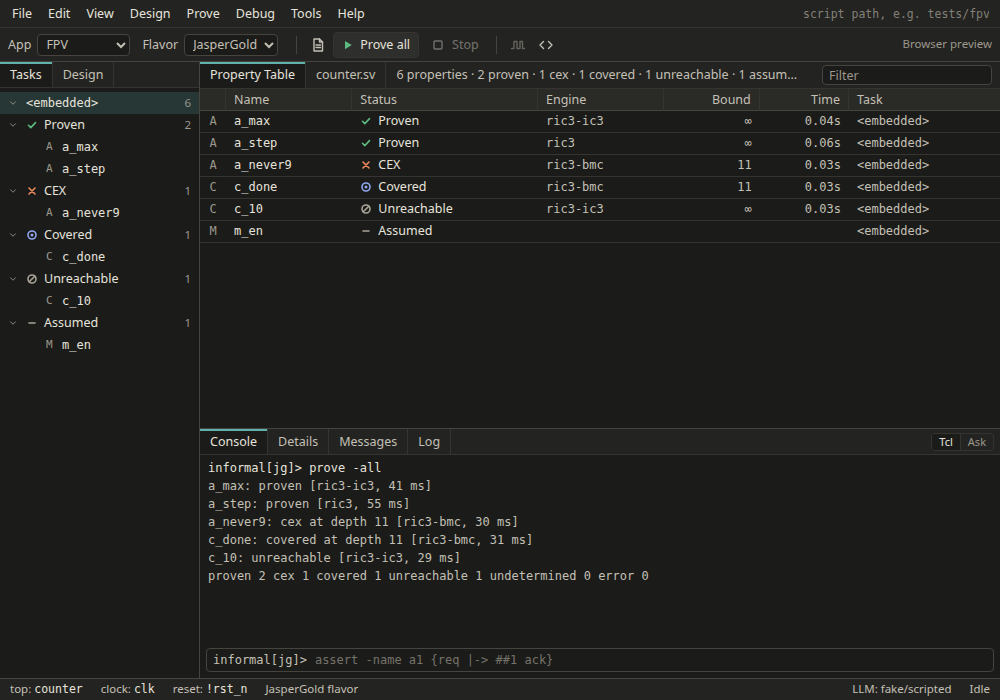 File Edit View Design Prove Debug Tools Help script path, e.g. tests/fpv
App FPV Flavor JasperGold Prove all Stop Browser preview
Tasks Design Property Table counter.sv 6 properties · 2 proven · 1 cex · 1 covered · 1 unreachable · 1 assum... Filter
<embedded> 6
Proven 2
A a_max
A a_step
CEX 1
A a_never9
Covered 1
C c_done
Unreachable 1
C c_10
Assumed 1
M m_en
Name Status Engine Bound Time Task
A a_max Proven ric3-ic3 ∞ 0.04s <embedded>
A a_step Proven ric3 ∞ 0.06s <embedded>
A a_never9 CEX ric3-bmc 11 0.03s <embedded>
C c_done Covered ric3-bmc 11 0.03s <embedded>
C c_10 Unreachable ric3-ic3 ∞ 0.03s <embedded>
M m_en Assumed <embedded>
Console Details Messages Log Tcl Ask
informal[jg]> prove -all
a_max: proven [ric3-ic3, 41 ms]
a_step: proven [ric3, 55 ms]
a_never9: cex at depth 11 [ric3-bmc, 30 ms]
c_done: covered at depth 11 [ric3-bmc, 31 ms]
c_10: unreachable [ric3-ic3, 29 ms]
proven 2 cex 1 covered 1 unreachable 1 undetermined 0 error 0
informal[jg]> assert -name a1 {req |-> ##1 ack}
top: counter clock: clk reset: !rst_n JasperGold flavor LLM: fake/scripted Idle